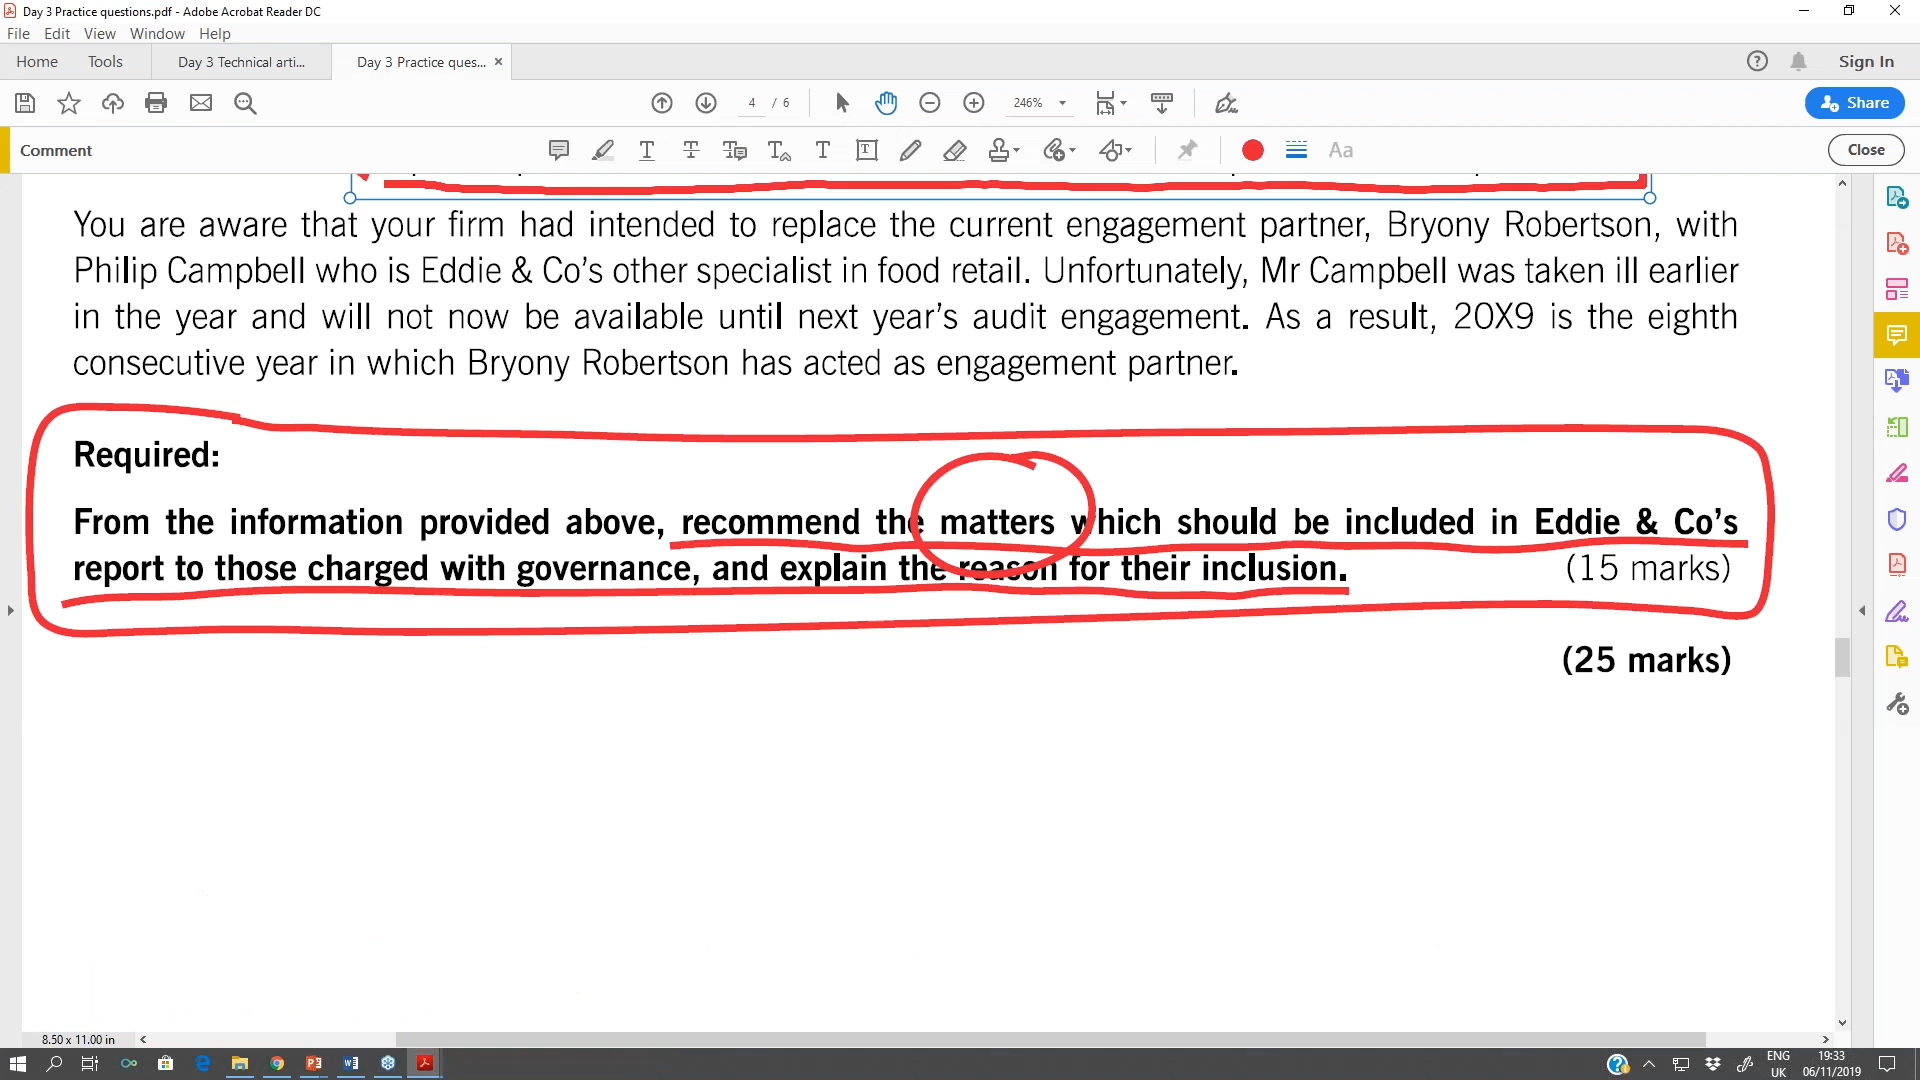 Day 3 Practice questions.pdf - Adobe Acrobat Reader DC
File Edit View Window Help
Home Tools Day 3 Technical arti... Day 3 Practice ques... × Sign In
4 / 6 246% Share
Comment Aa Close
You are aware that your firm had intended to replace the current engagement partner, Bryony Robertson, with
Philip Campbell who is Eddie & Co's other specialist in food retail. Unfortunately, Mr Campbell was taken ill earlier
in the year and will not now be available until next year's audit engagement. As a result, 20X9 is the eighth
consecutive year in which Bryony Robertson has acted as engagement partner.
Required:
From the information provided above, recommend the matters which should be included in Eddie & Co's
report to those charged with governance, and explain the reason for their inclusion. (15 marks)
(25 marks)
8.50 x 11.00 in
ENG 19:33
UK 06/11/2019